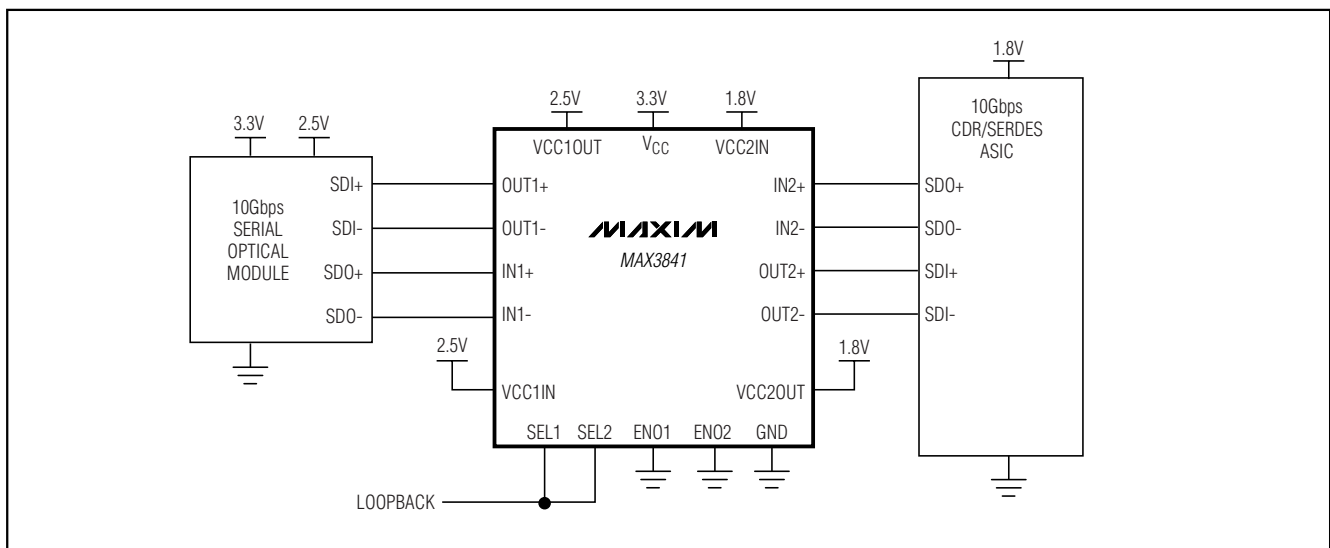 3.3V
2.5V
10Gbps
SERIAL
OPTICAL
MODULE
SDI+
SDI-
SDO+
SDO-
2.5V
3.3V
1.8V
VCC1OUT
VCC
VCC2IN
OUT1+
OUT1-
IN1+
IN1-
MAXIM
MAX3841
IN2+
IN2-
OUT2+
OUT2-
2.5V
VCC1IN
1.8V
VCC2OUT
SEL1
SEL2
ENO1
ENO2
GND
LOOPBACK
1.8V
10Gbps
CDR/SERDES
ASIC
SDO+
SDO-
SDI+
SDI-